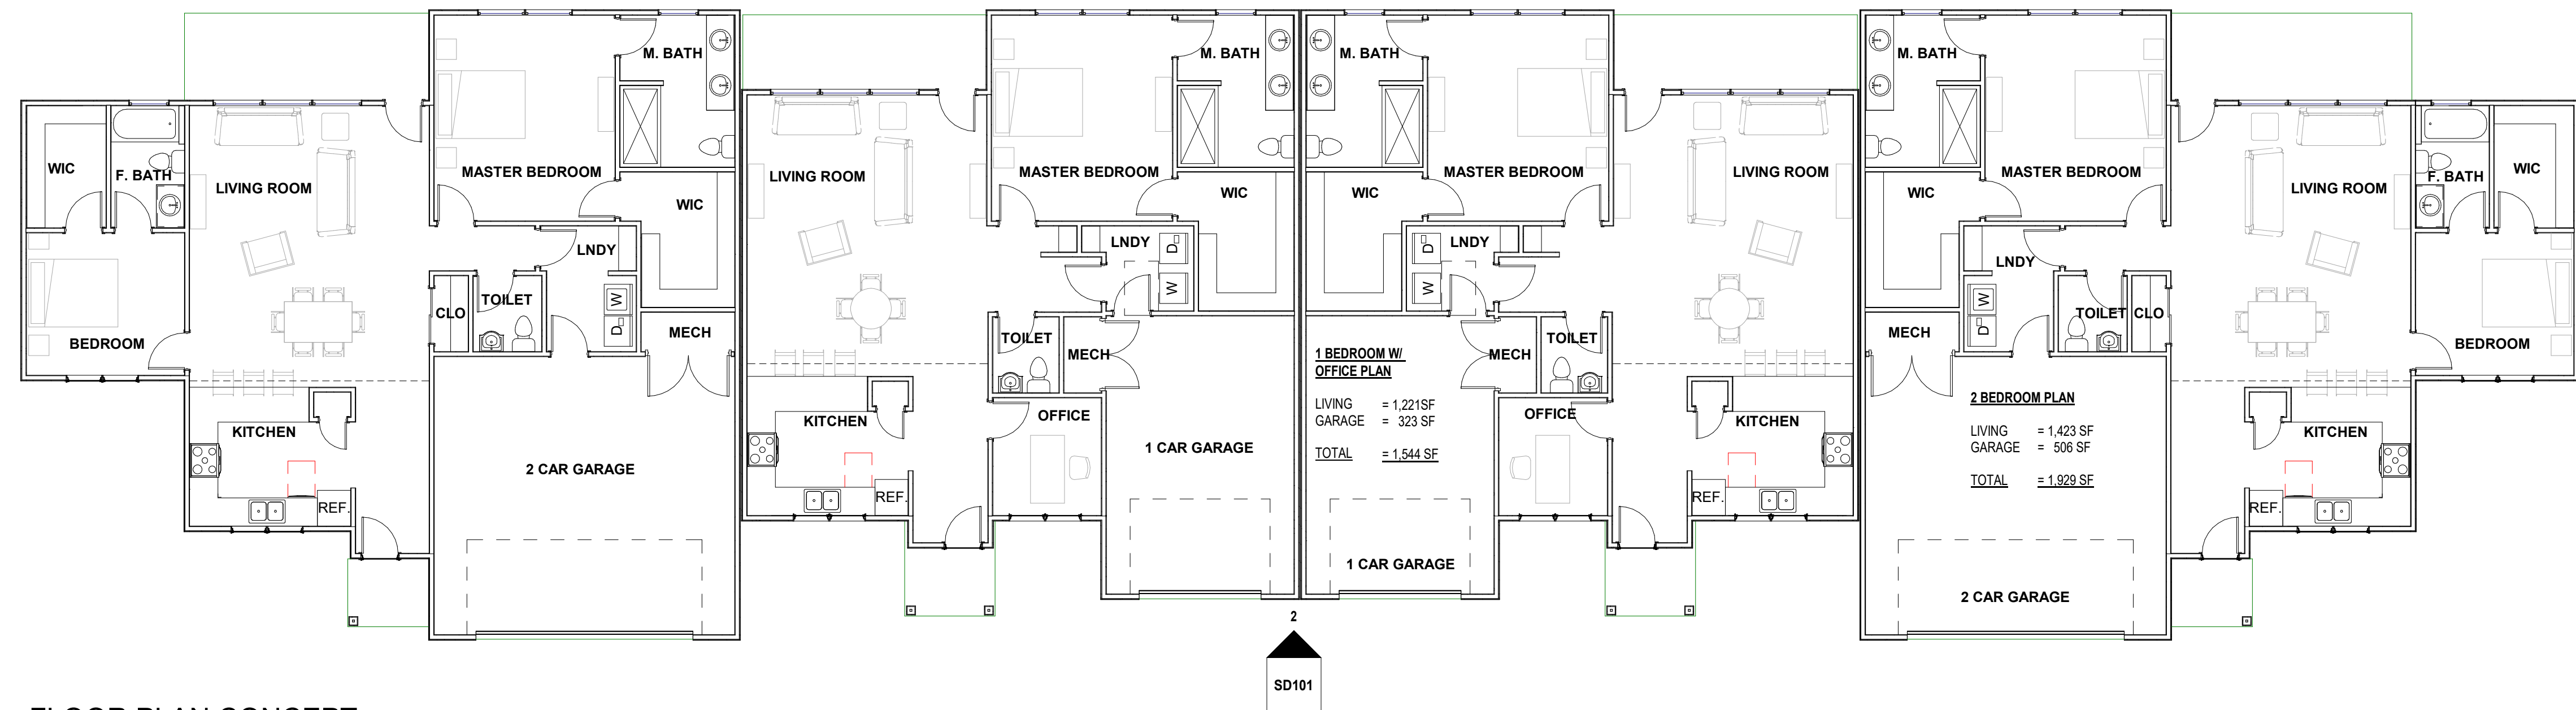 M. BATH
M. BATH
M. BATH
M. BATH
WIC
F. BATH
LIVING ROOM
MASTER BEDROOM
WIC
LIVING ROOM
MASTER BEDROOM
WIC
WIC
MASTER BEDROOM
LIVING ROOM
WIC
MASTER BEDROOM
LIVING ROOM
F. BATH
WIC
LNDY
LNDY
D
W
LNDY
D
W
LNDY
BEDROOM
CLO
TOILET
W
D
MECH
TOILET
MECH
MECH
TOILET
MECH
W
D
TOILET
CLO
BEDROOM
1 BEDROOM W/
OFFICE PLAN
LIVING = 1,221SF
GARAGE = 323 SF
TOTAL = 1,544 SF
2 BEDROOM PLAN
LIVING = 1,423 SF
GARAGE = 506 SF
TOTAL = 1,929 SF
KITCHEN
REF.
2 CAR GARAGE
KITCHEN
REF.
OFFICE
1 CAR GARAGE
OFFICE
KITCHEN
REF.
KITCHEN
REF.
1 CAR GARAGE
2 CAR GARAGE
2
SD101
FLOOR PLAN CONCEPT